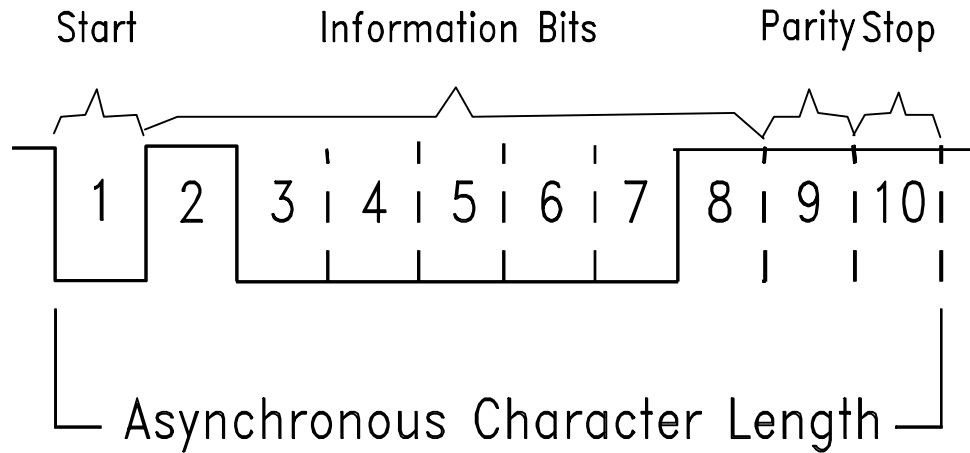 Start Information Bits Parity Stop
1 2 3 4 5 6 7 8 9 10
Asynchronous Character Length